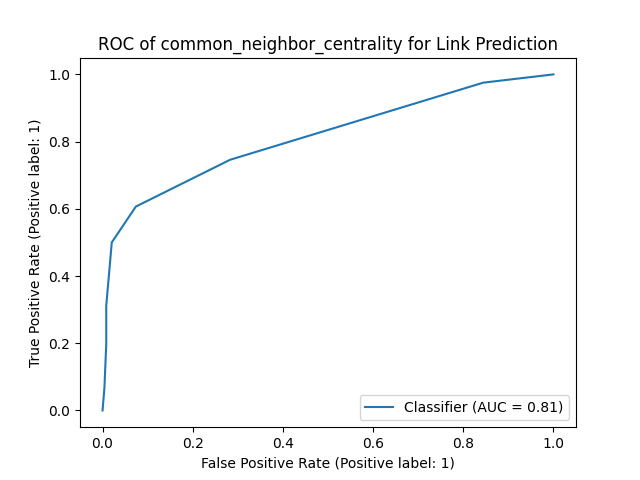 ROC of common_neighbor_centrality for Link Prediction
True Positive Rate (Positive label: 1)
1.0
0.8
0.6
0.4
0.2
0.0
Classifier (AUC = 0.81)
0.0 0.2 0.4 0.6 0.8 1.0
False Positive Rate (Positive label: 1)